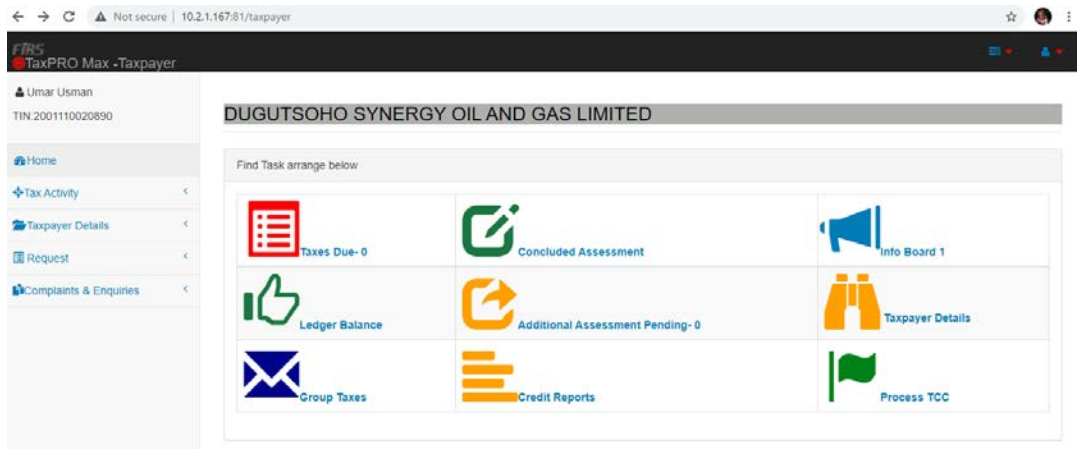 Not secure | 10.2.1.167:81/taxpayer
FIRS
TaxPRO Max -Taxpayer
Umar Usman
TIN:2001110020890
Home
Tax Activity
Taxpayer Details
Request
Complaints & Enquiries
DUGUTSOHO SYNERGY OIL AND GAS LIMITED
Find Task arrange below
Taxes Due- 0
Concluded Assessment
Info Board 1
Ledger Balance
Additional Assessment Pending- 0
Taxpayer Details
Group Taxes
Credit Reports
Process TCC